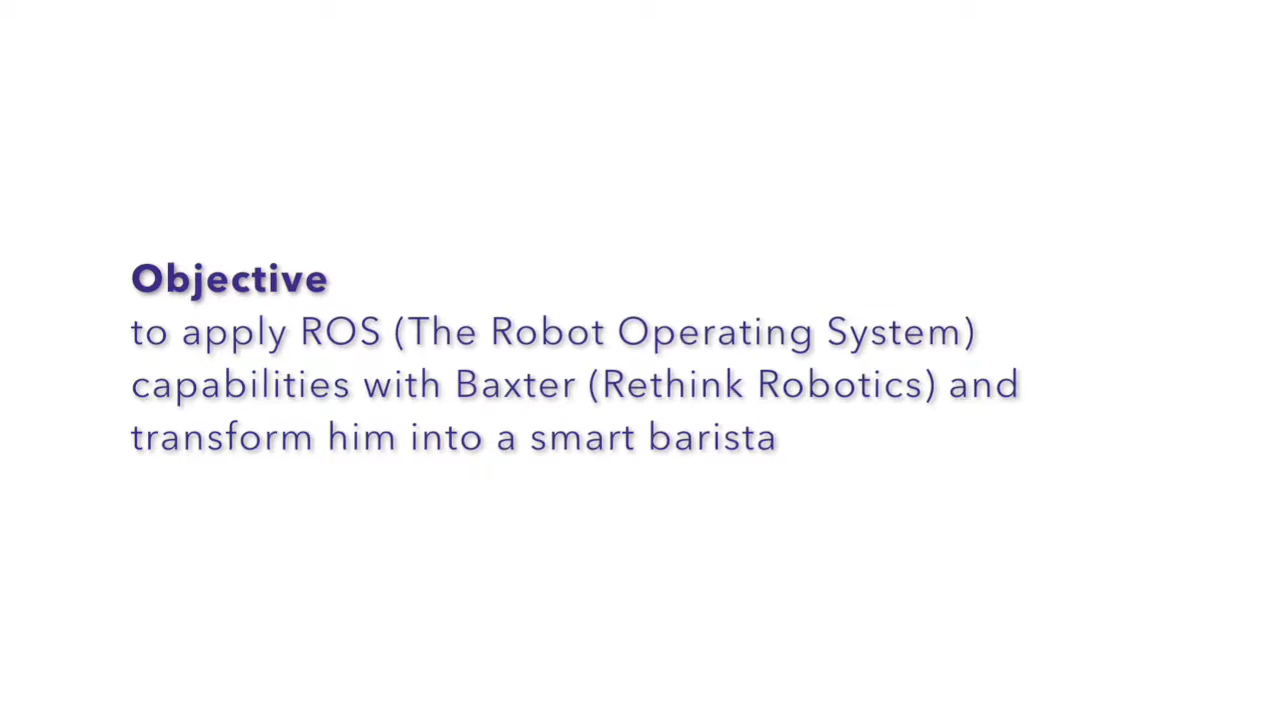 Objective
to apply ROS (The Robot Operating System)
capabilities with Baxter (Rethink Robotics) and
transform him into a smart barista